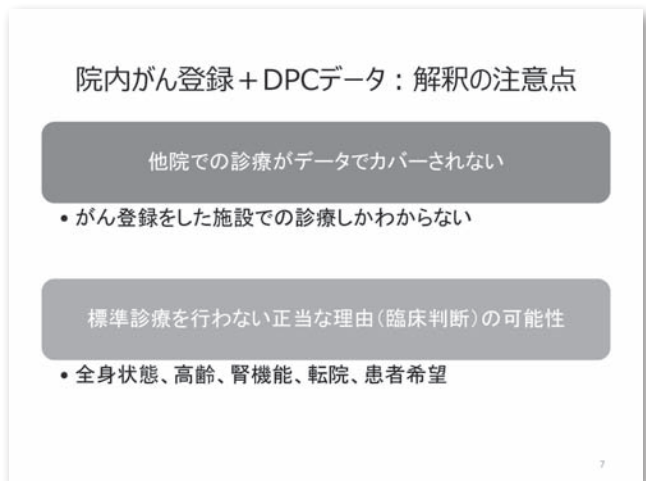 院内がん登録＋DPCデータ：解釈の注意点
他院での診療がデータでカバーされない
• がん登録をした施設での診療しかわからない
標準診療を行わない正当な理由（臨床判断）の可能性
• 全身状態、高齢、腎機能、転院、患者希望
7